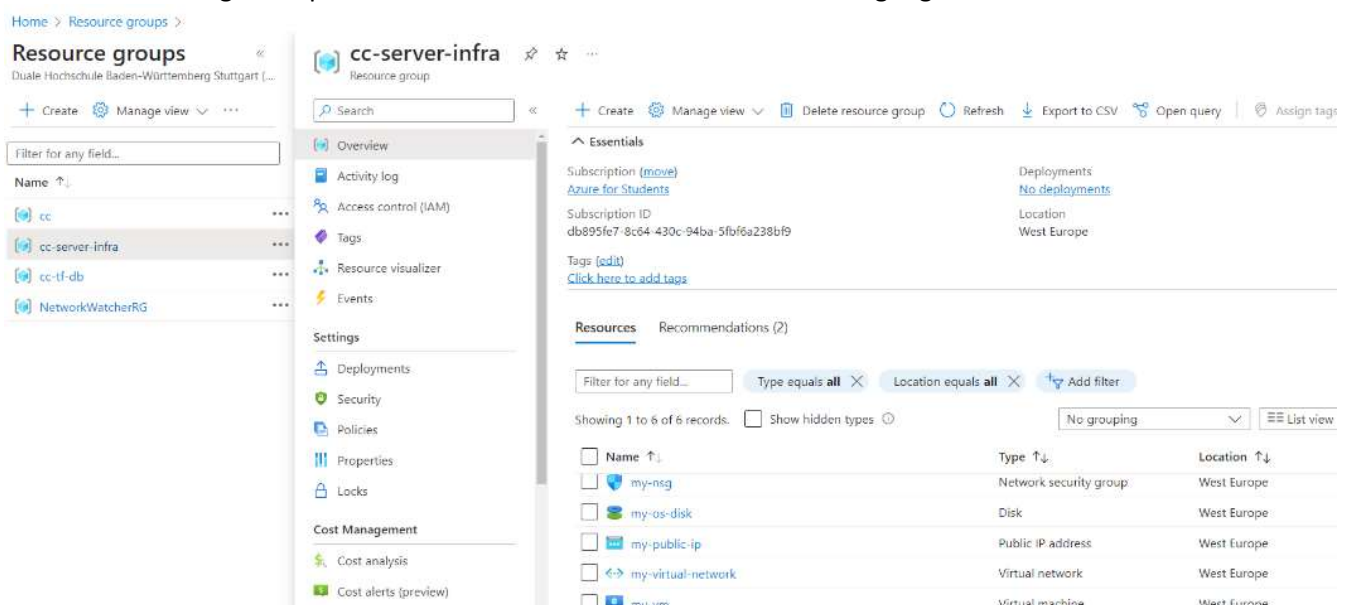 Home > Resource groups >
Resource groups
Duale Hochschule Baden-Württemberg Stuttgart (...
+ Create Manage view ...
Filter for any field...
Name ↑↓
cc ...
cc-server-infra ...
cc-tf-db ...
NetworkWatcherRG ...
cc-server-infra ...
Resource group
Search
Overview
Activity log
Access control (IAM)
Tags
Resource visualizer
Events
Settings
Deployments
Security
Policies
Properties
Locks
Cost Management
Cost analysis
Cost alerts (preview)
+ Create Manage view Delete resource group Refresh Export to CSV Open query Assign tags
Essentials
Subscription (move)
Azure for Students
Subscription ID
db895fe7-8c64-430c-94ba-5fbf6a238bf9
Tags (edit)
Click here to add tags
Deployments
No deployments
Location
West Europe
Resources Recommendations (2)
Filter for any field... Type equals all Location equals all Add filter
Showing 1 to 6 of 6 records. Show hidden types No grouping List view
Name ↑↓ Type ↑↓ Location ↑↓
my-nsg Network security group West Europe
my-os-disk Disk West Europe
my-public-ip Public IP address West Europe
my-virtual-network Virtual network West Europe
my-vm Virtual machine West Europe